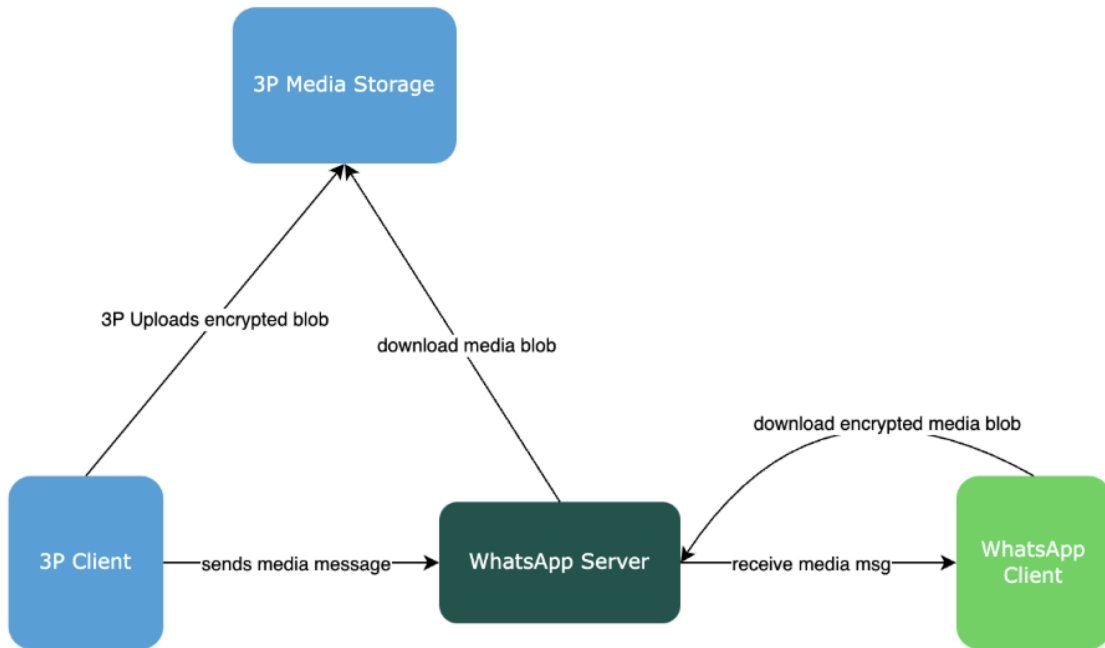 3P Media Storage
3P Uploads encrypted blob
download media blob
download encrypted media blob
3P Client
sends media message
WhatsApp Server
receive media msg
WhatsApp
Client